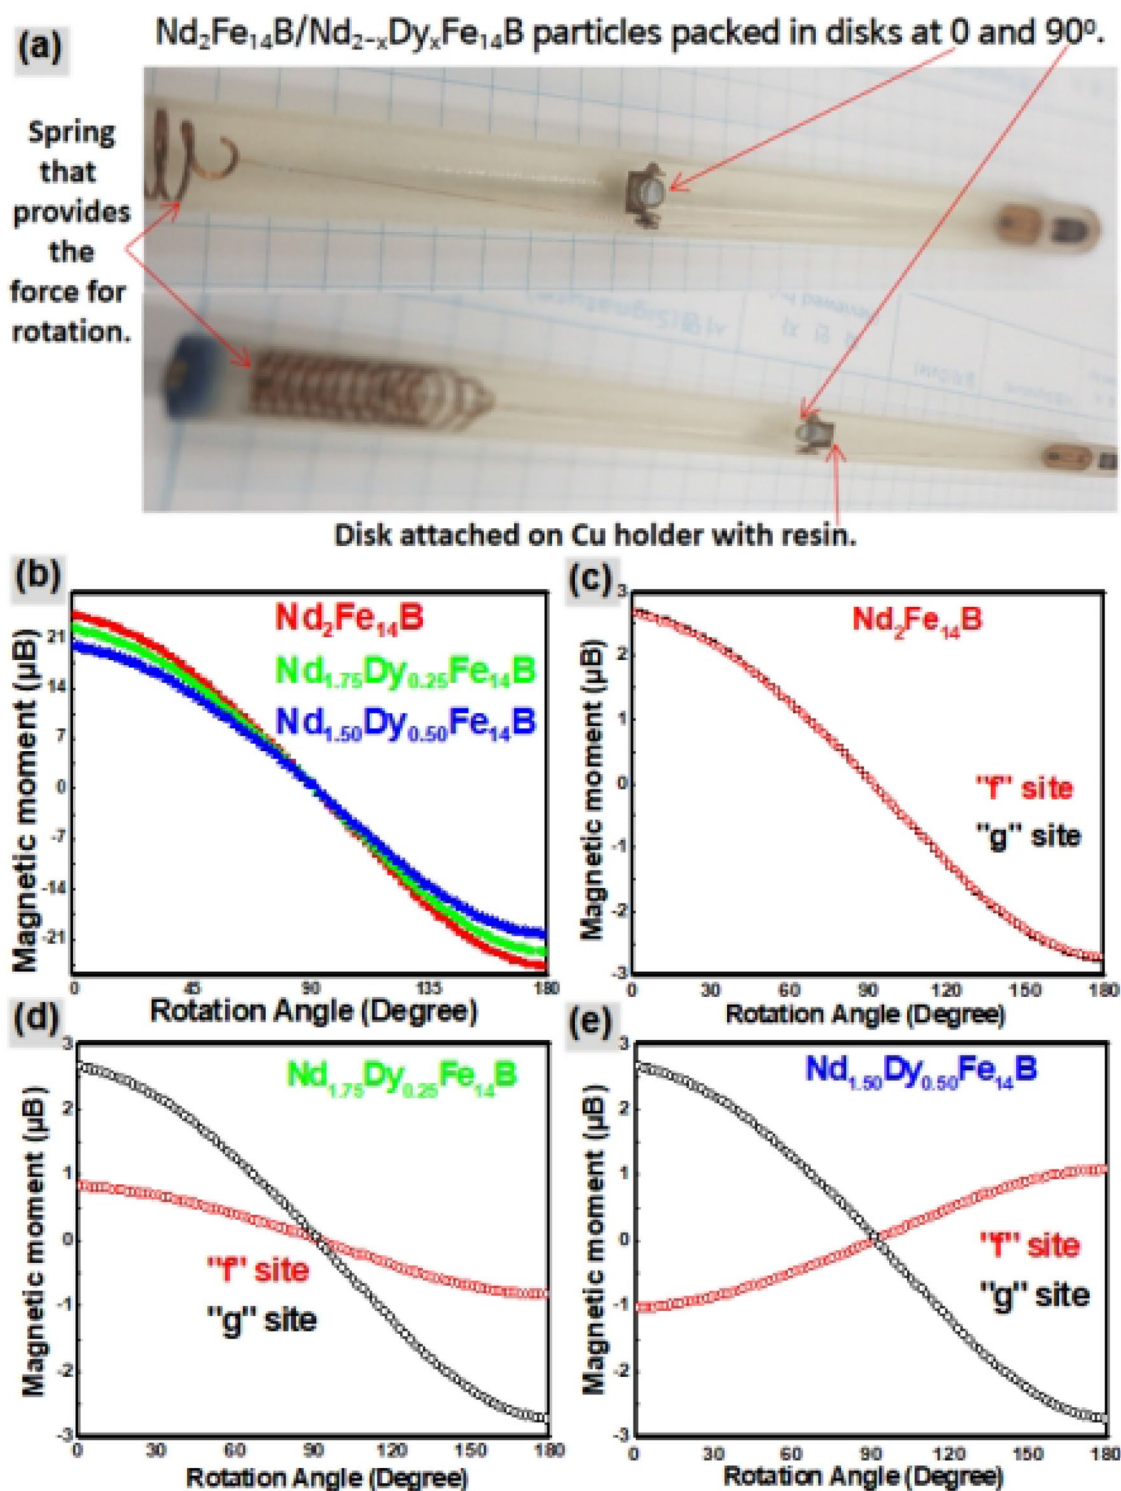 (a)
Nd₂Fe₁₄B/Nd₂₋ₓDyₓFe₁₄B particles packed in disks at 0 and 90⁰.
Spring
that
provides
the
force for
rotation.
서명(Signature)
Disk attached on Cu holder with resin.
(b)
Magnetic moment (µB)
21
14
7
0
-7
-14
-21
Nd₂Fe₁₄B
Nd₁.₇₅Dy₀.₂₅Fe₁₄B
Nd₁.₅₀Dy₀.₅₀Fe₁₄B
0 45 90 135 180
Rotation Angle (Degree)
(c)
Magnetic moment (µB)
3
2
1
0
-1
-2
-3
Nd₂Fe₁₄B
"f" site
"g" site
0 30 60 90 120 150 180
Rotation Angle (Degree)
(d)
Magnetic moment (µB)
3
2
1
0
-1
-2
-3
Nd₁.₇₅Dy₀.₂₅Fe₁₄B
"f" site
"g" site
0 30 60 90 120 150 180
Rotation Angle (Degree)
(e)
Magnetic moment (µB)
3
2
1
0
-1
-2
-3
Nd₁.₅₀Dy₀.₅₀Fe₁₄B
"f" site
"g" site
0 30 60 90 120 150 180
Rotation Angle (Degree)